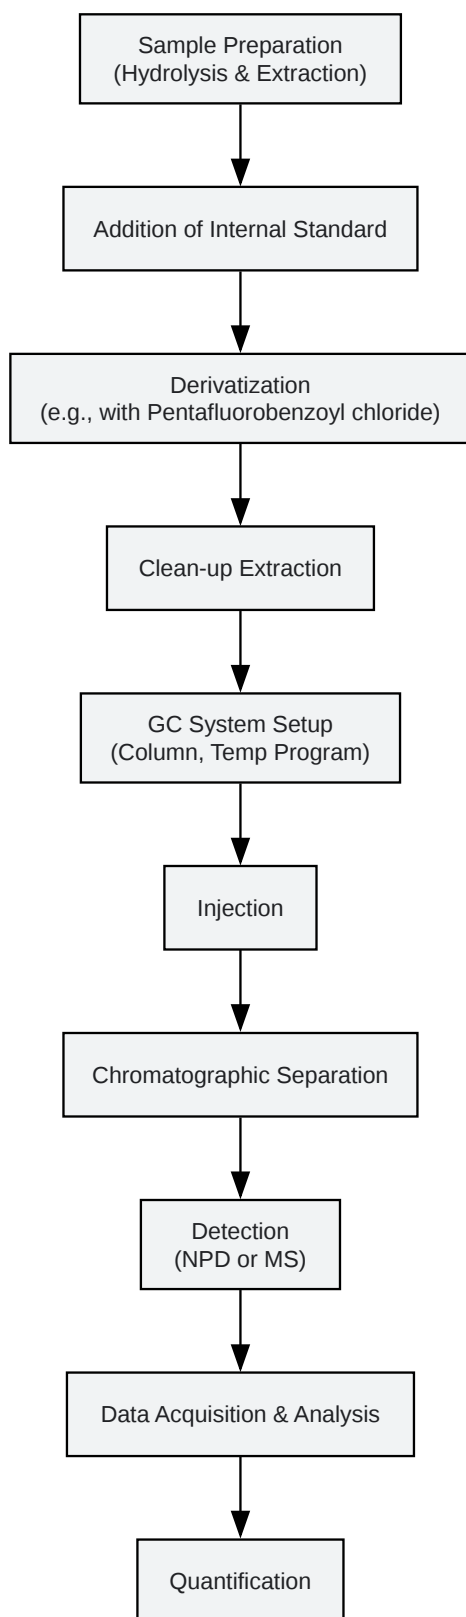 Sample Preparation
(Hydrolysis & Extraction)
Addition of Internal Standard
Derivatization
(e.g., with Pentafluorobenzoyl chloride)
Clean-up Extraction
GC System Setup
(Column, Temp Program)
Injection
Chromatographic Separation
Detection
(NPD or MS)
Data Acquisition & Analysis
Quantification